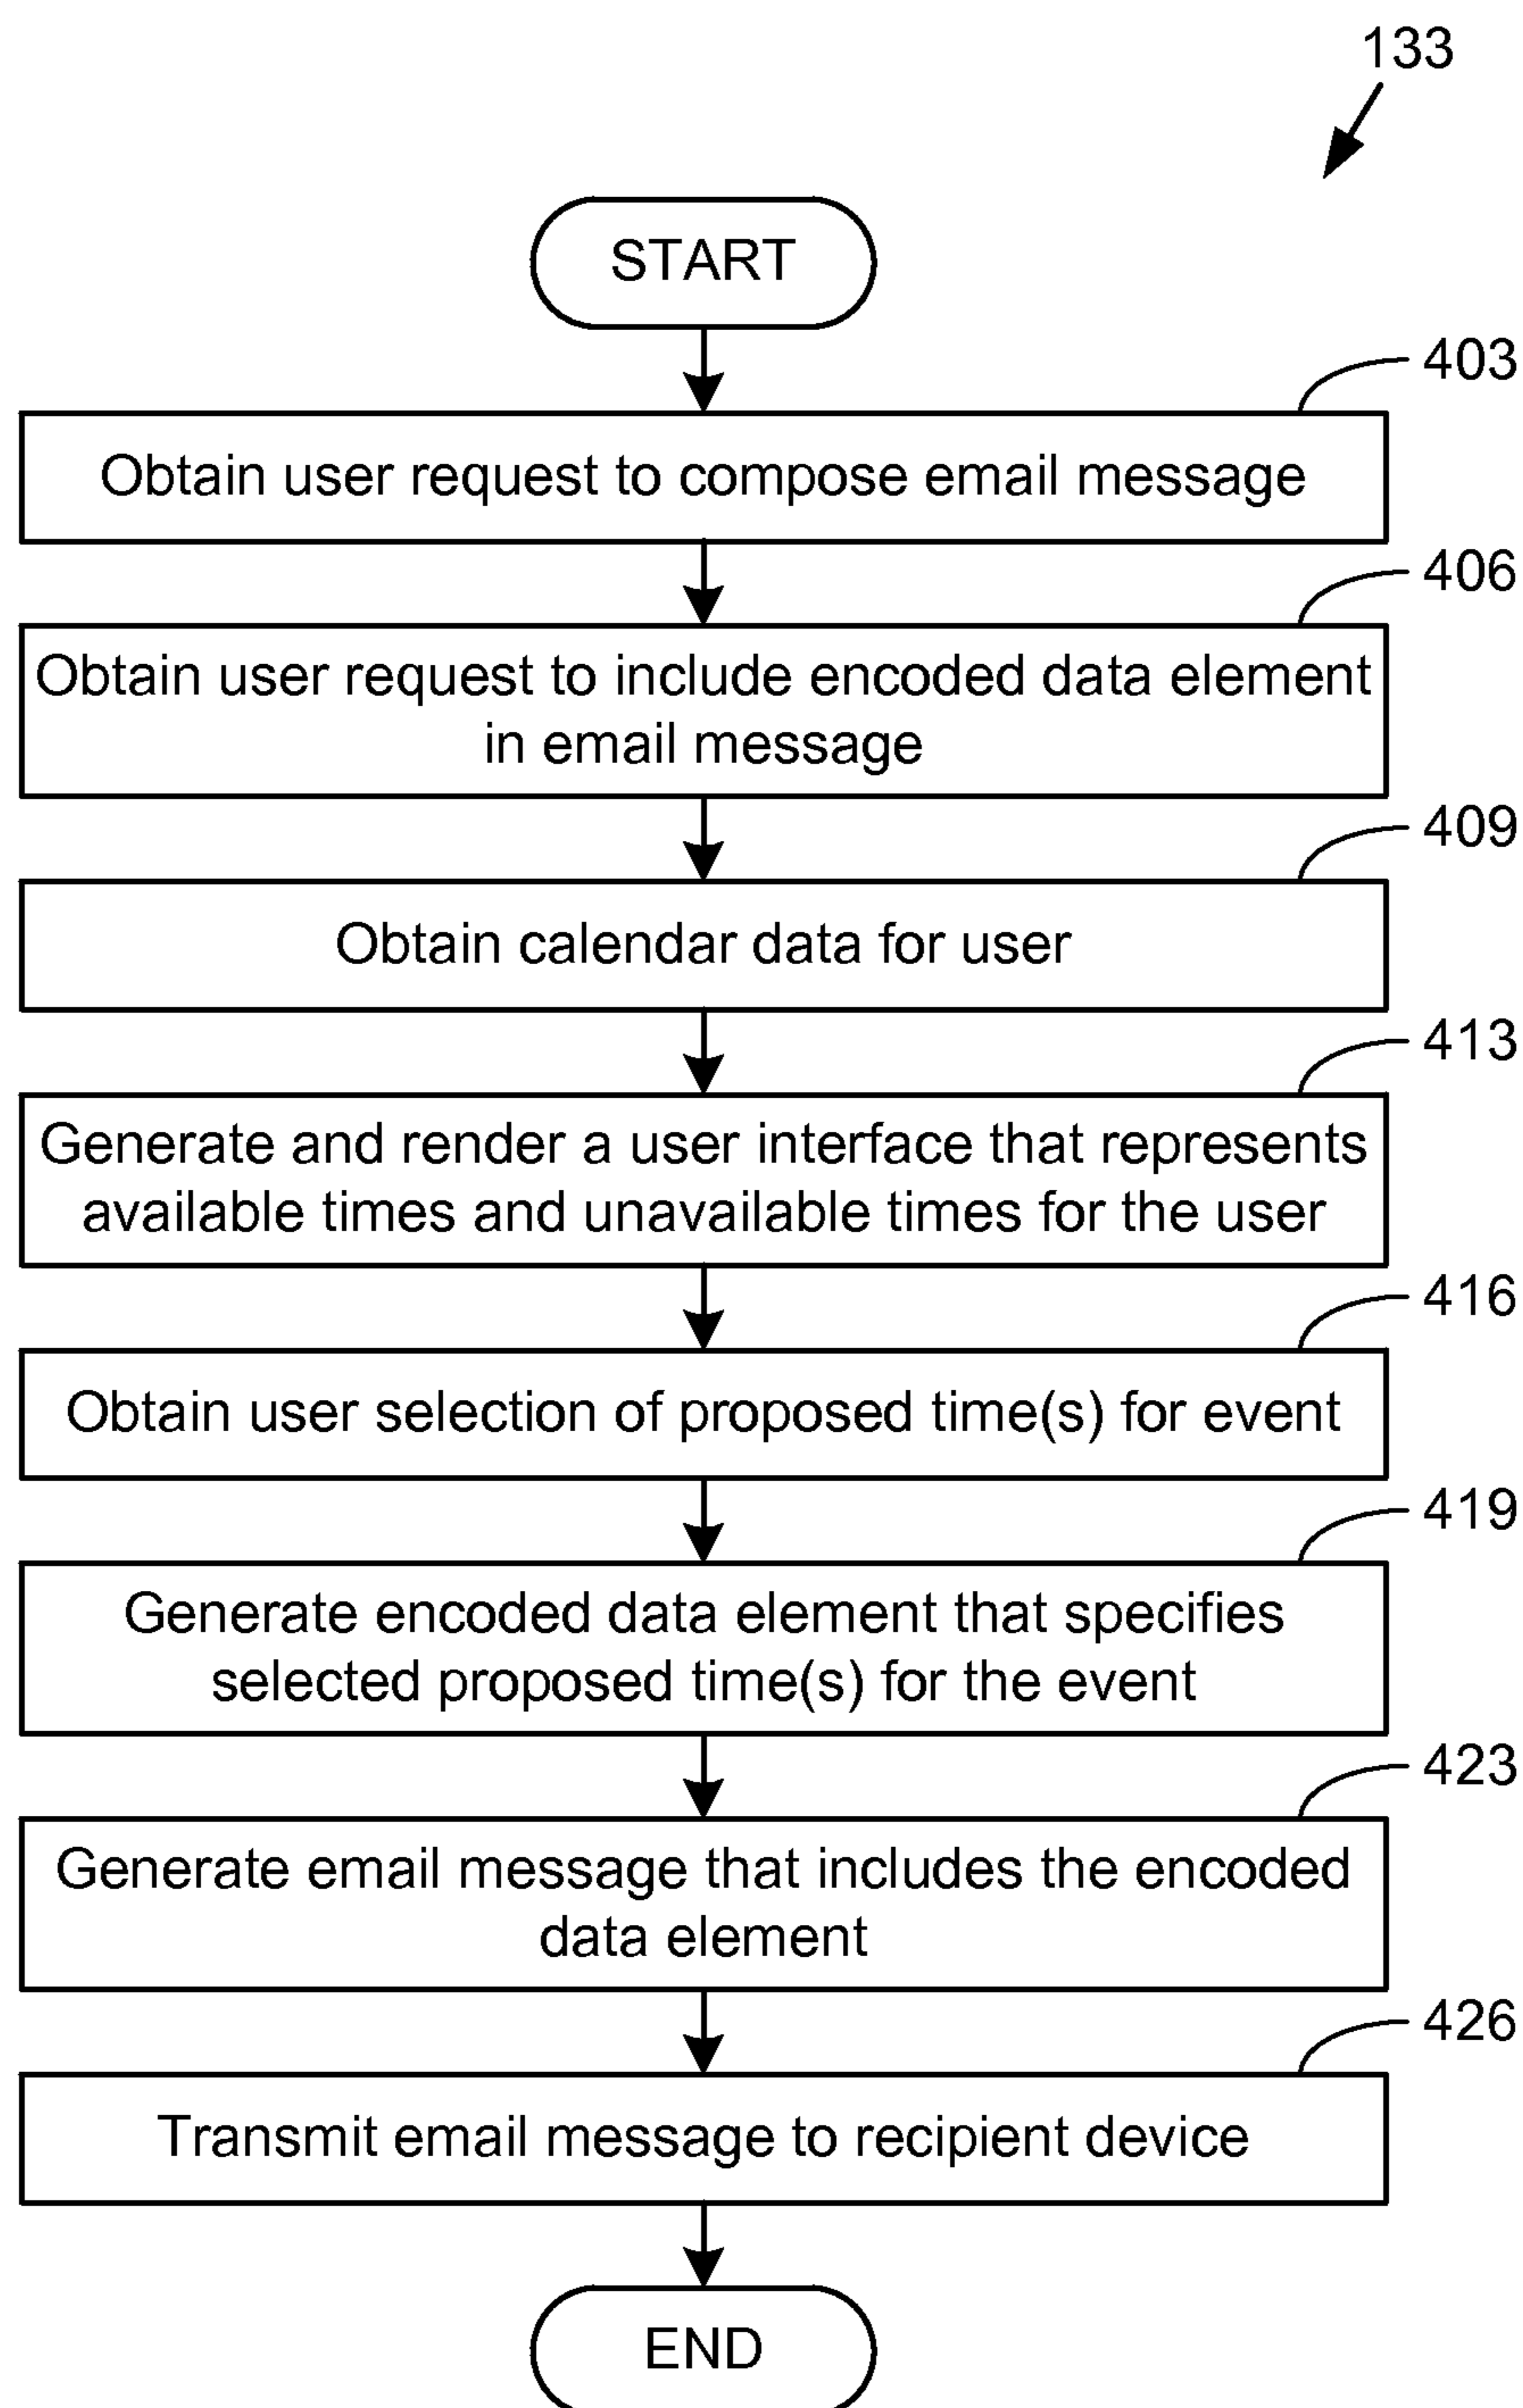 133
START
403
Obtain user request to compose email message
406
Obtain user request to include encoded data element
in email message
409
Obtain calendar data for user
413
Generate and render a user interface that represents
available times and unavailable times for the user
416
Obtain user selection of proposed time(s) for event
419
Generate encoded data element that specifies
selected proposed time(s) for the event
423
Generate email message that includes the encoded
data element
426
Transmit email message to recipient device
END